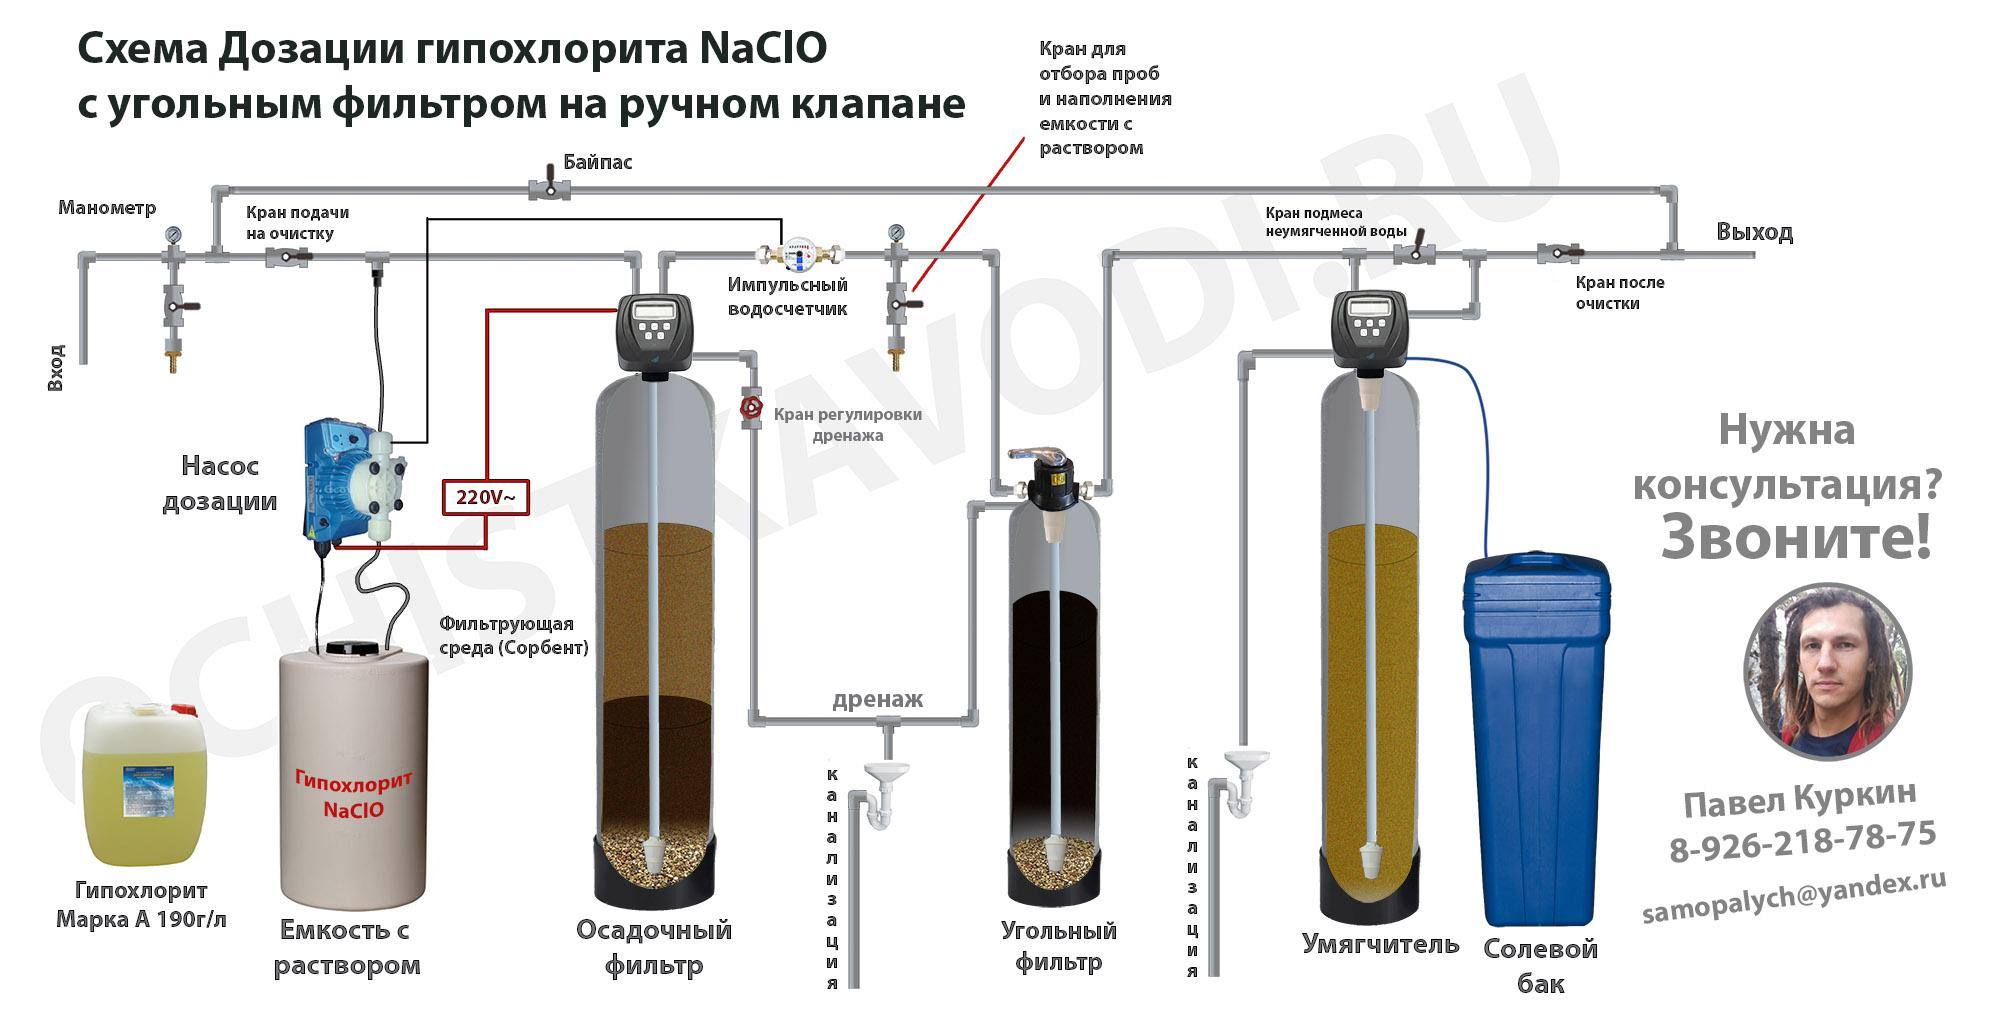 Схема Дозации гипохлорита NaClO
с угольным фильтром на ручном клапане
Кран для
отбора проб
и наполнения
емкости с
раствором
Байпас
Манометр
Кран подачи
на очистку
Кран подмеса
неумягченной воды
Выход
Импульсный
водосчетчик
Кран после
очистки
Вход
Кран регулировки
дренажа
Насос
дозации
220V~
Нужна
консультация?
Звоните!
Фильтрующая
среда (Сорбент)
дренаж
Гипохлорит
NaClO
канализация
канализация
Павел Куркин
8-926-218-78-75
samopalych@yandex.ru
Гипохлорит
Марка А 190г/л
Емкость с
раствором
Осадочный
фильтр
Угольный
фильтр
Умягчитель
Солевой
бак
OCHISTKAVODI.RU